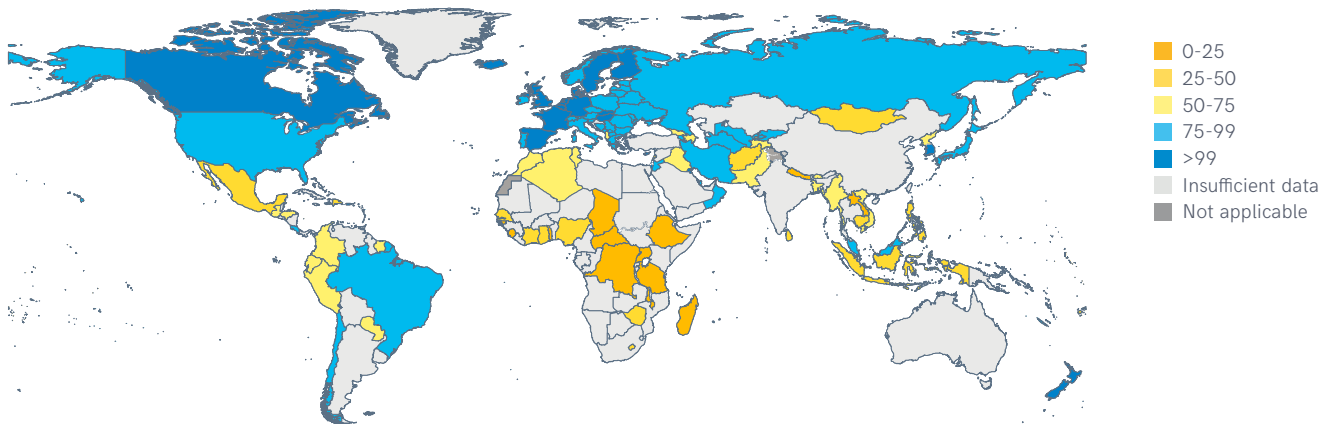 0-25
25-50
50-75
75-99
>99
Insufficient data
Not applicable